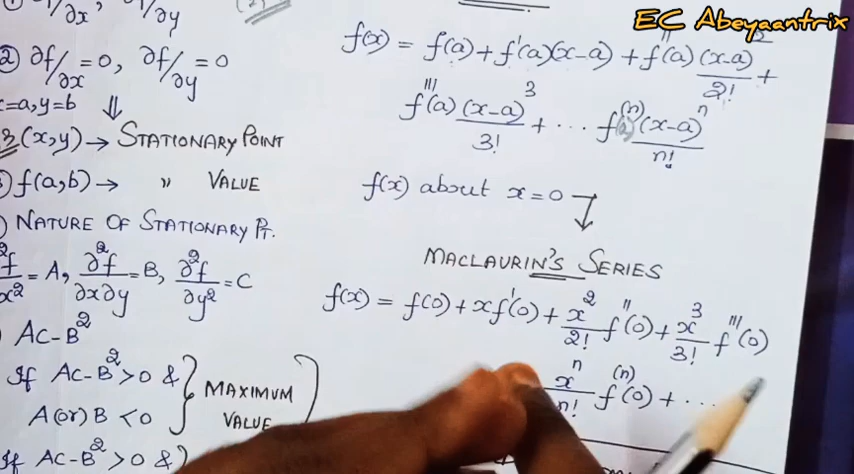 EC Abeyaantrix
∂/∂x, ∂/∂y
② ∂f/∂x = 0, ∂f/∂y = 0
x=a, y=b ⇓
(x,y) → STATIONARY POINT
f(a,b) → " VALUE
NATURE OF STATIONARY PT.
∂²f/∂x² = A, ∂²f/∂x∂y = B, ∂²f/∂y² = C
AC-B²
If AC-B² > 0 &
A(or) B < 0 } MAXIMUM VALUE
If AC-B² > 0 &
f(x) = f(a) + f'(a)(x-a) + f''(a) (x-a)²/2! +
f'''(a) (x-a)³/3! + ... f⁽ⁿ⁾(a) (x-a)ⁿ/n!
f(x) about x = 0 ↓
MACLAURIN'S SERIES
f(x) = f(0) + x f'(0) + x²/2! f''(0) + x³/3! f'''(0)
xⁿ/n! f⁽ⁿ⁾(0) + ...